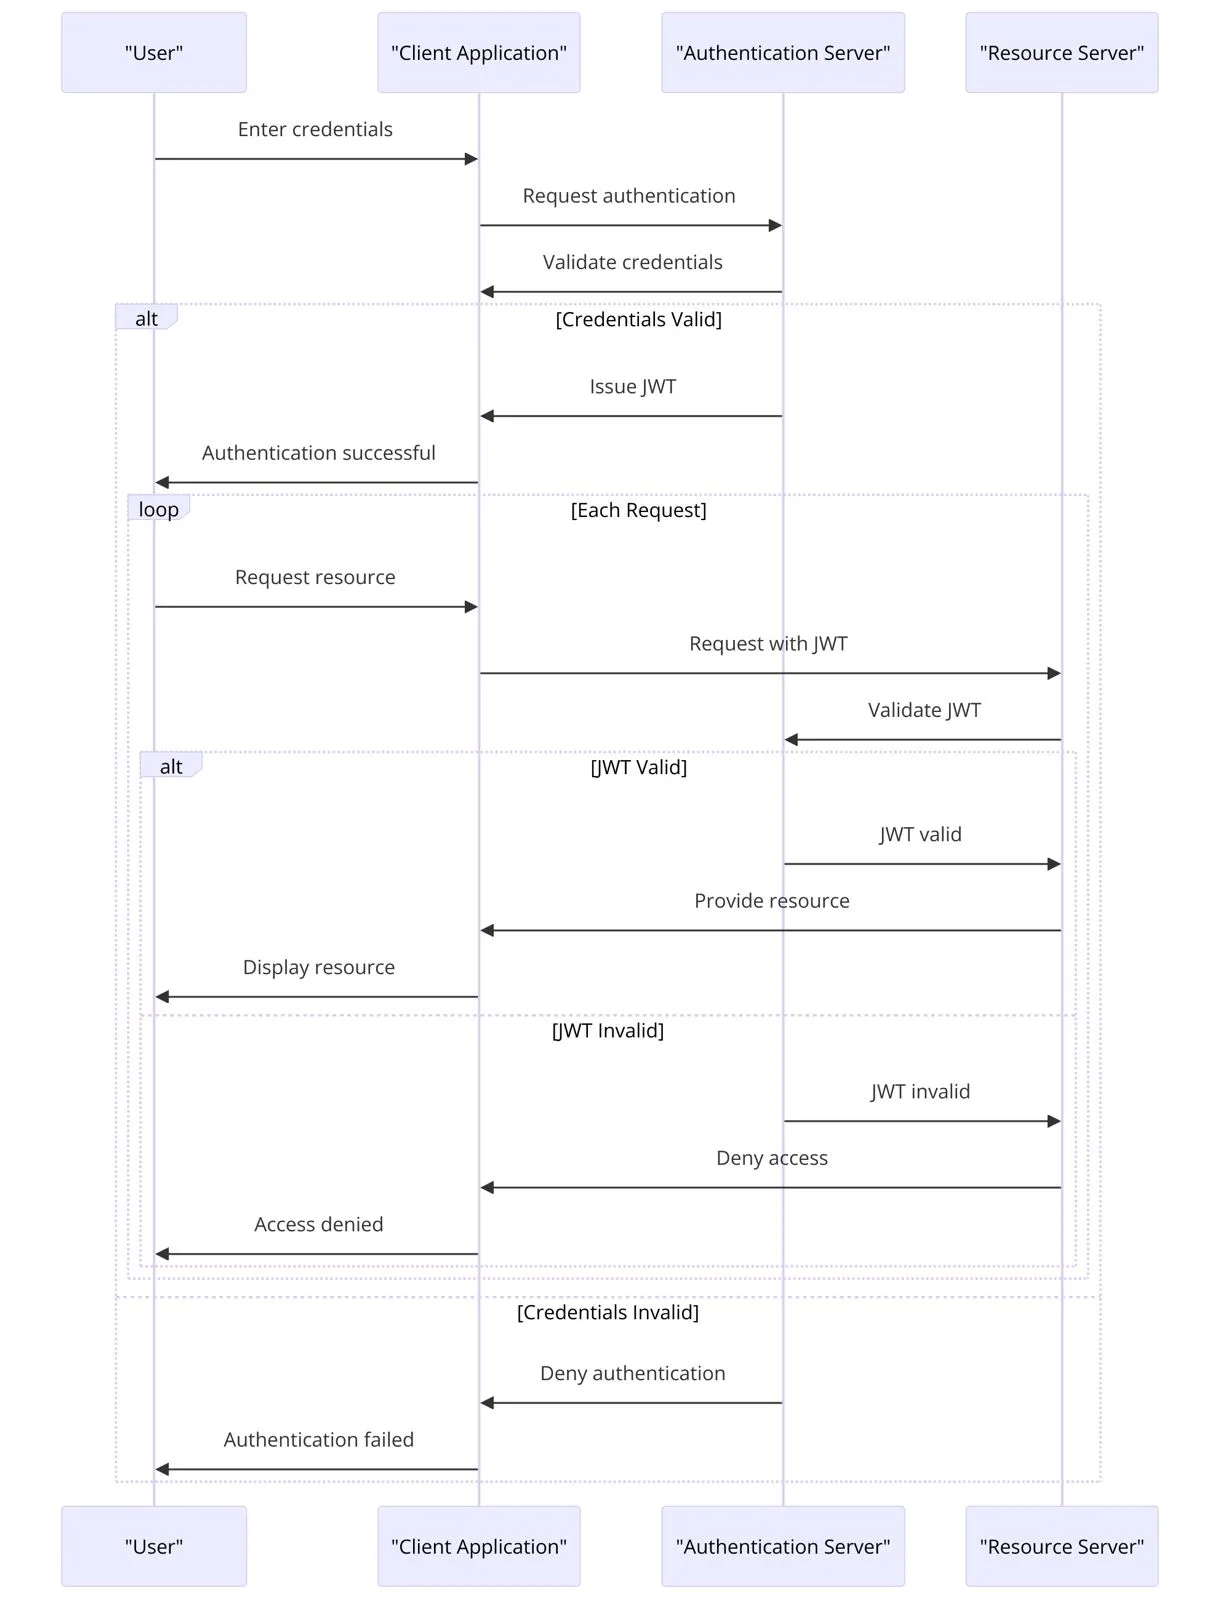 "User"
"Client Application"
"Authentication Server"
"Resource Server"
Enter credentials
Request authentication
Validate credentials
alt
[Credentials Valid]
Issue JWT
Authentication successful
loop
[Each Request]
Request resource
Request with JWT
Validate JWT
alt
[JWT Valid]
JWT valid
Provide resource
Display resource
[JWT Invalid]
JWT invalid
Deny access
Access denied
[Credentials Invalid]
Deny authentication
Authentication failed
"User"
"Client Application"
"Authentication Server"
"Resource Server"